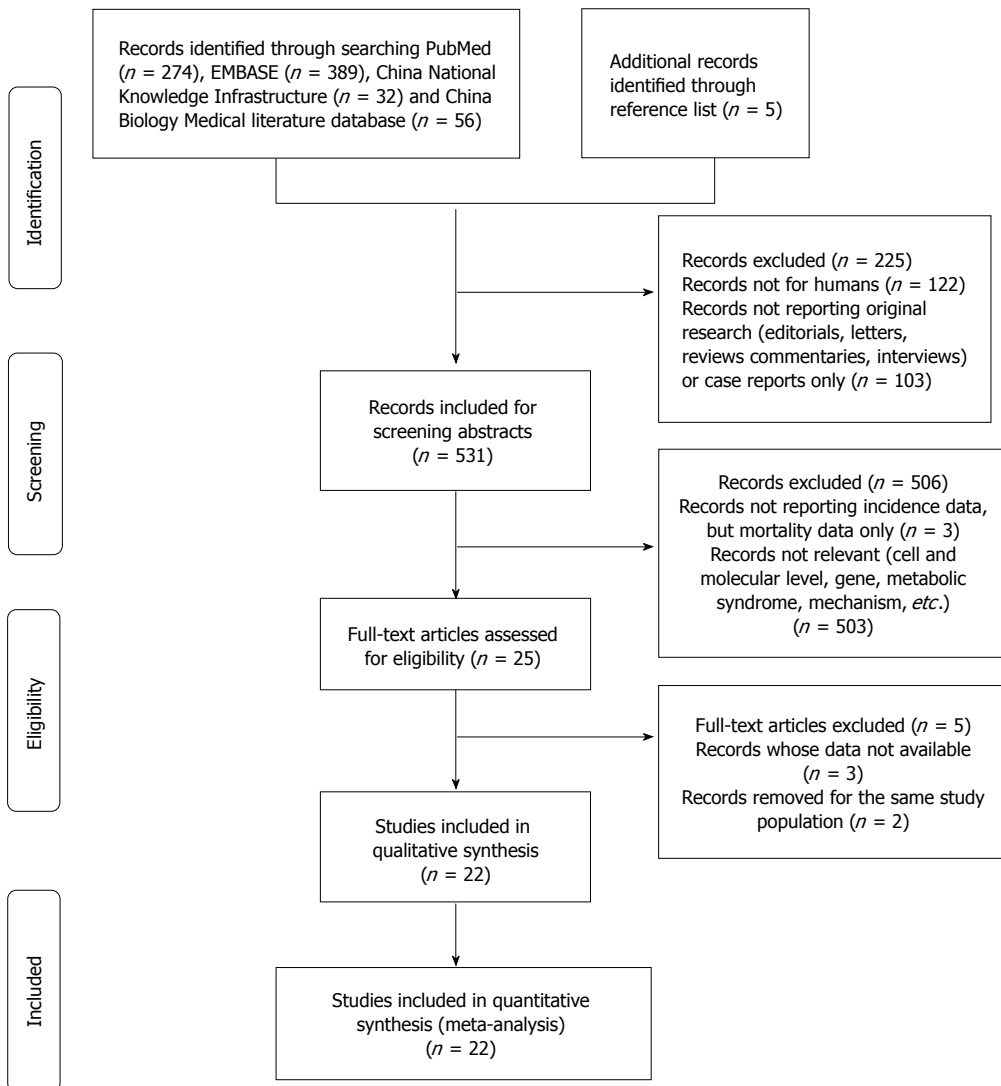 Records identified through searching PubMed
(n = 274), EMBASE (n = 389), China National
Knowledge Infrastructure (n = 32) and China
Biology Medical literature database (n = 56)
Additional records
identified through
reference list (n = 5)
Identification
Records excluded (n = 225)
Records not for humans (n = 122)
Records not reporting original
research (editorials, letters,
reviews commentaries, interviews)
or case reports only (n = 103)
Screening
Records included for
screening abstracts
(n = 531)
Records excluded (n = 506)
Records not reporting incidence data,
but mortality data only (n = 3)
Records not relevant (cell and
molecular level, gene, metabolic
syndrome, mechanism, etc.)
(n = 503)
Eligibility
Full-text articles assessed
for eligibility (n = 25)
Full-text articles excluded (n = 5)
Records whose data not available
(n = 3)
Records removed for the same study
population (n = 2)
Studies included in
qualitative synthesis
(n = 22)
Included
Studies included in quantitative
synthesis (meta-analysis)
(n = 22)